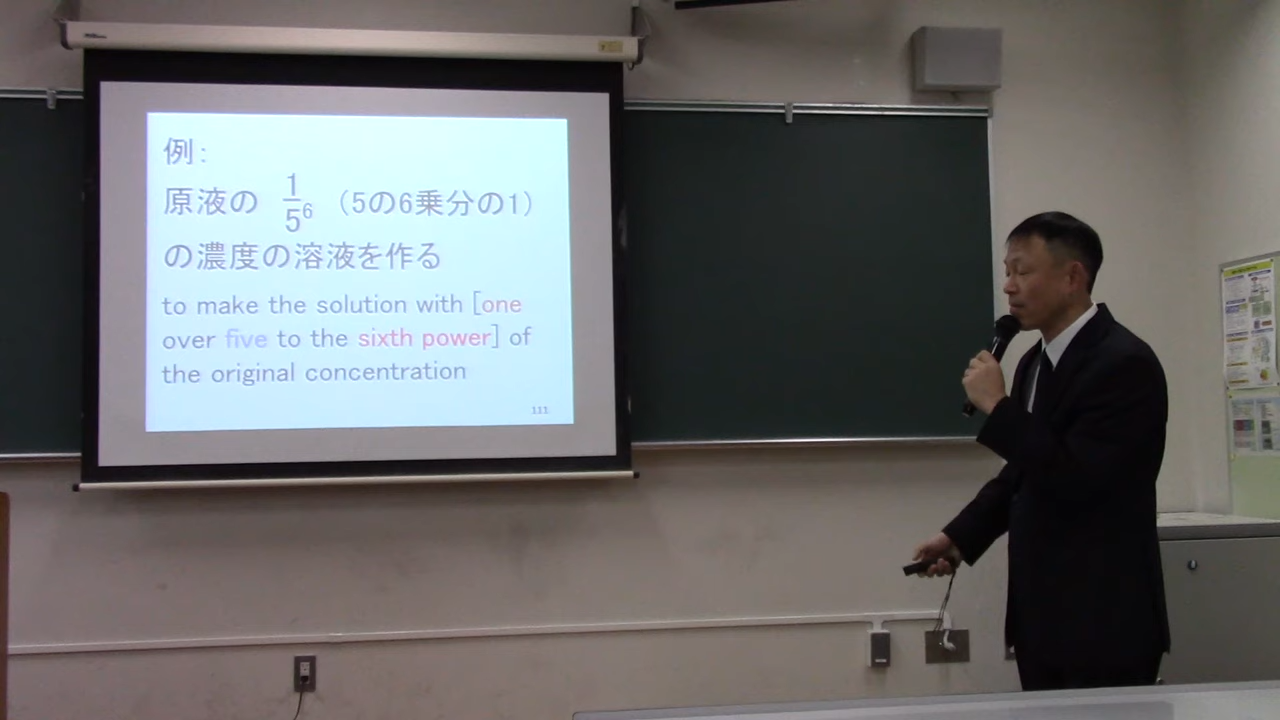 例:
原液の 1/5⁶ (5の6乗分の1)
の濃度の溶液を作る
to make the solution with [one
over five to the sixth power] of
the original concentration
111